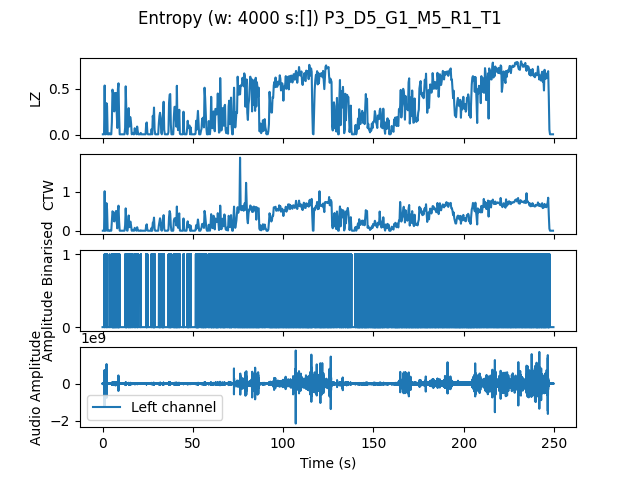 Entropy (w: 4000 s:[]) P3_D5_G1_M5_R1_T1
LZ
0.5
0.0
CTW
1
0
Amplitude Binarised
1
0
1e9
Audio Amplitude
0
−2
Left channel
0
50
100
150
200
250
Time (s)